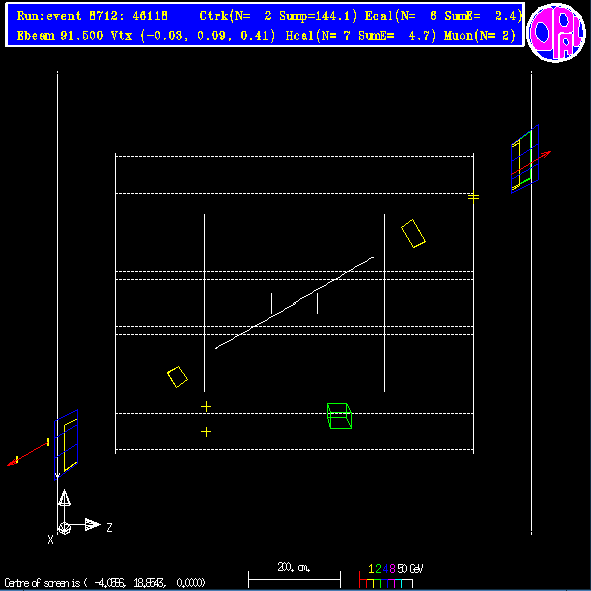 Run:event 8712: 46118 Ctrk(N= 2 Sump=144.1) Ecal(N= 6 SumE= 2.4)
Ebeam 91.500 Vtx (-0.03, 0.09, 0.41) Hcal(N= 7 SumE= 4.7) Muon(N= 2)
OPAL
Z
X
200. cm.
1 2 4 8 50 GeV
Centre of screen is ( -4.0556, 18.8543, 0.0000)